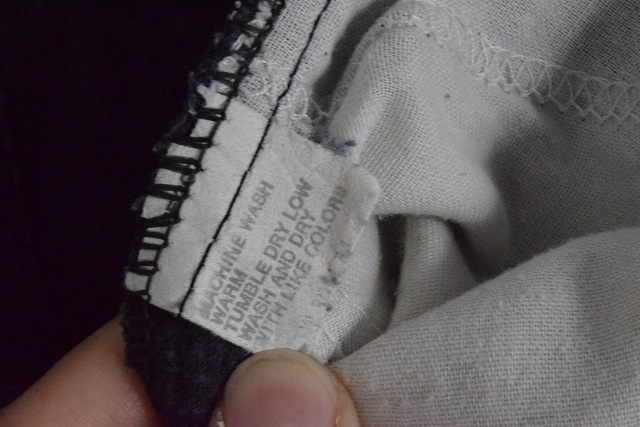 MACHINE WASH
WARM
TUMBLE DRY LOW
WASH AND DRY
WITH LIKE COLORS